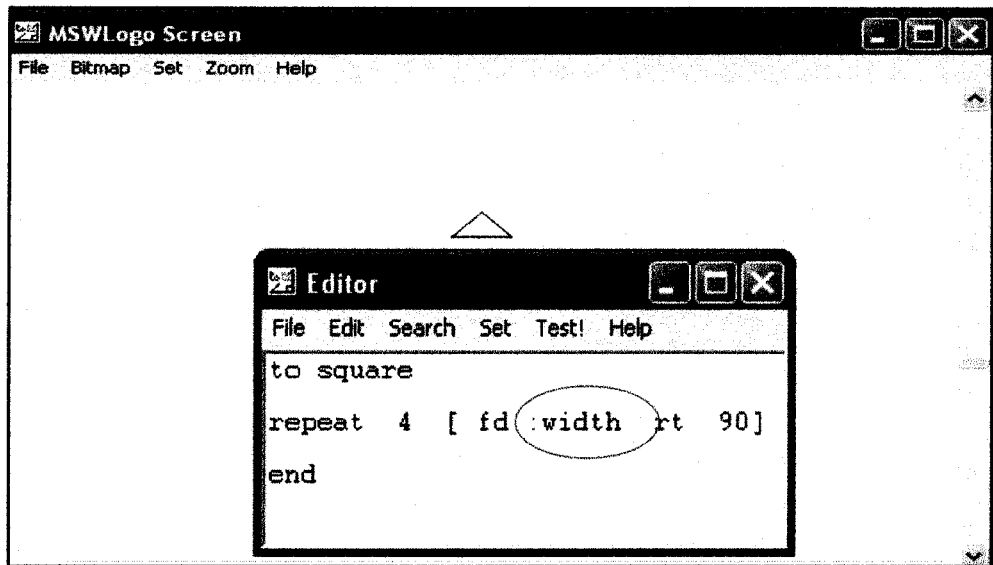 MSWLogo Screen
File Bitmap Set Zoom Help
Editor
File Edit Search Set Test! Help
to square
repeat 4 [ fd :width rt 90]
end